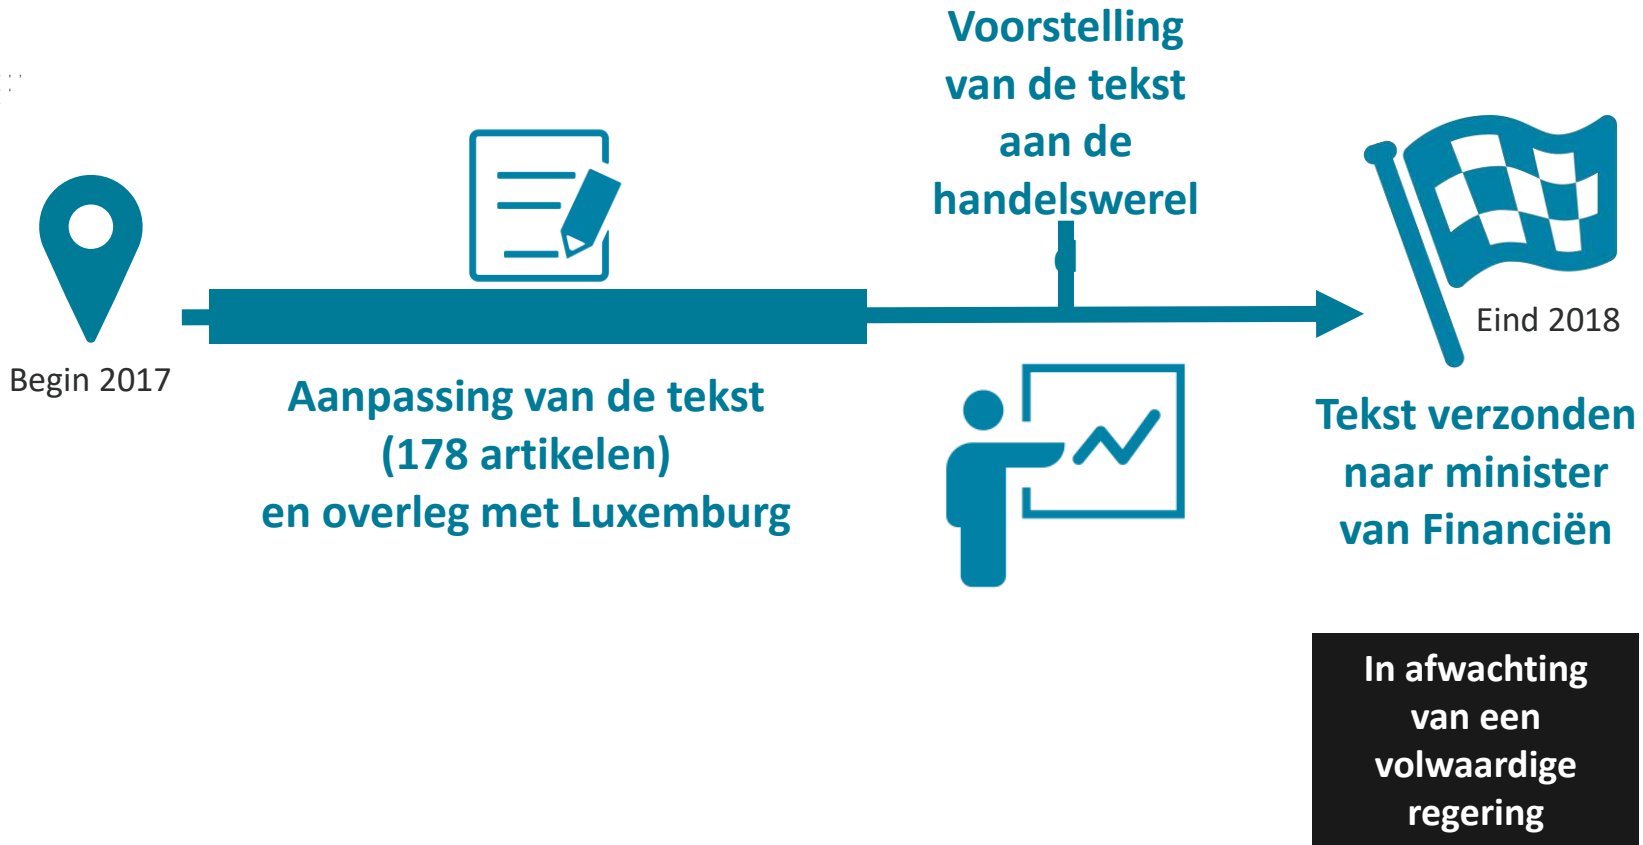 Begin 2017
Aanpassing van de tekst
(178 artikelen)
en overleg met Luxemburg
Voorstelling
van de tekst
aan de
handelswerel
d
Eind 2018
Tekst verzonden
naar minister
van Financiën
In afwachting
van een
volwaardige
regering